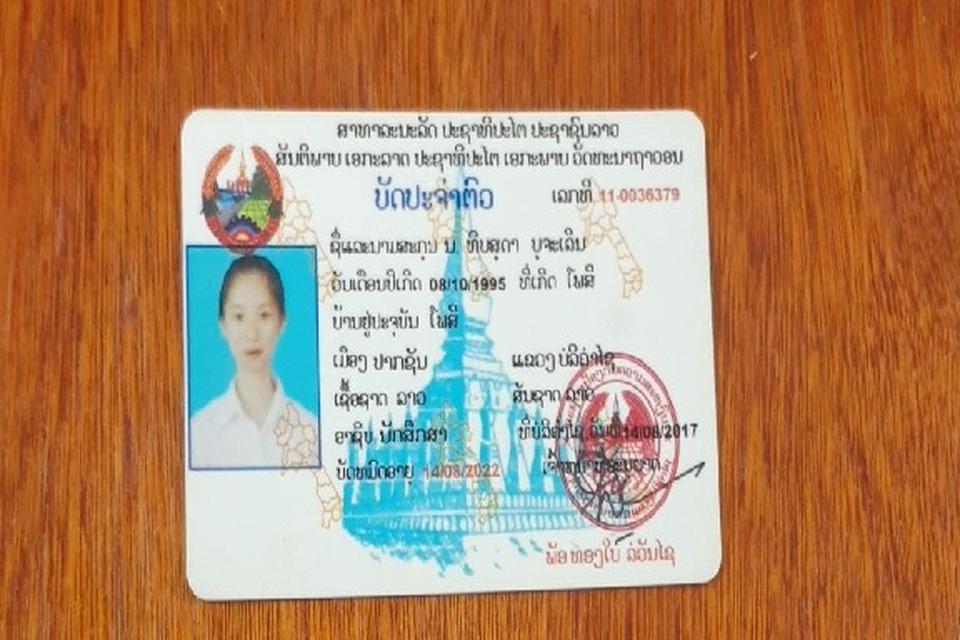 ສາທາລະນະລັດ ປະຊາທິປະໄຕ ປະຊາຊົນລາວ
ສັນຕິພາບ ເອກະລາດ ປະຊາທິປະໄຕ ເອກະພາບ ວັດທະນາຖາວອນ
ບັດປະຈຳຕົວ
ເລກທີ 11-0036379
ຊື່ແລະນາມສະກຸນ ນ. ທິບສຸດາ ບຸຈະເລີນ
ວັນເດືອນປີເກີດ 08/10/1995 ທີ່ເກີດ ໂພສີ
ບ້ານຢູ່ປະຈຸບັນ ໂພສີ
ເມືອງ ປາກຊັນ ແຂວງ ບໍລິຄຳໄຊ
ເຊື້ອຊາດ ລາວ ສັນຊາດ ລາວ
ອາຊີບ ນັກສຶກສາ ທີ່ບໍລິຄຳໄຊ ວັນທີ 14/08/2017
ບັດໝົດອາຍຸ 14/08/2022
ພັອ ທອງໃບ ລໍວັນໄຊ